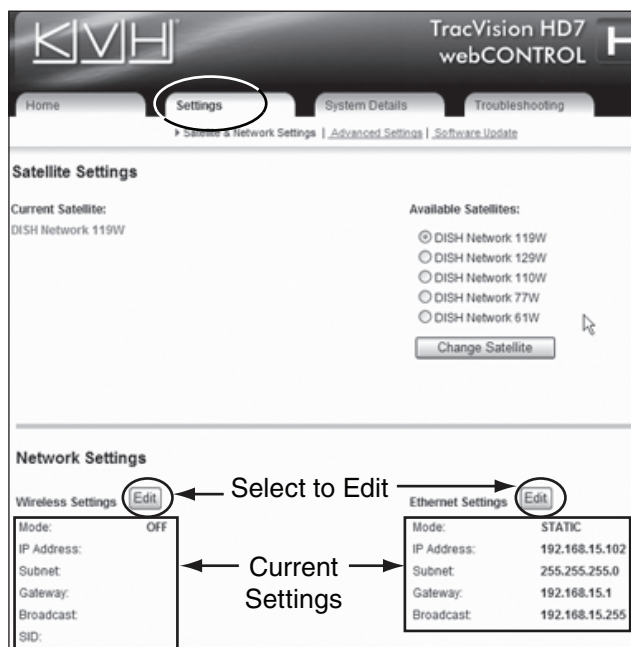 KVH
TracVision HD7
webCONTROL
H
Home
Settings
System Details
Troubleshooting
Satellite & Network Settings | Advanced Settings | Software Update
Satellite Settings
Current Satellite:
DISH Network 119W
Available Satellites:
DISH Network 119W
DISH Network 129W
DISH Network 110W
DISH Network 77W
DISH Network 61W
Change Satellite
Network Settings
Wireless Settings Edit
Select to Edit
Ethernet Settings Edit
Mode: OFF
IP Address:
Subnet:
Gateway:
Broadcast:
SID:
Current
Settings
Mode: STATIC
IP Address: 192.168.15.102
Subnet: 255.255.255.0
Gateway: 192.168.15.1
Broadcast: 192.168.15.255